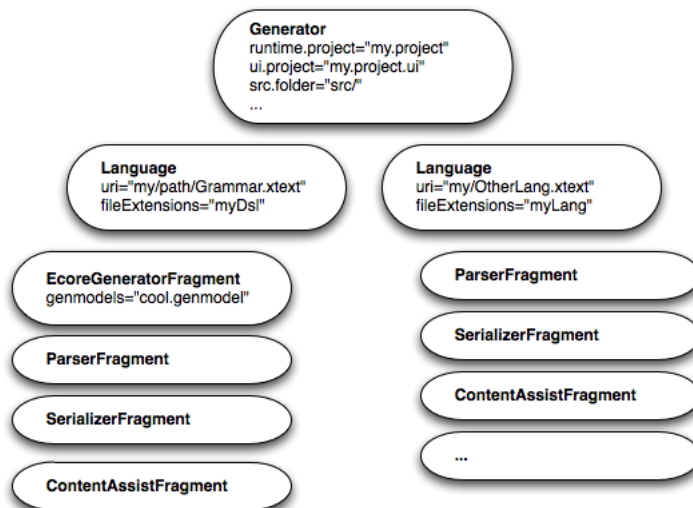 Generator
runtime.project="my.project"
ui.project="my.project.ui"
src.folder="src/"
...
Language
uri="my/path/Grammar.xtext"
fileExtensions="myDsl"
Language
uri="my/OtherLang.xtext"
fileExtensions="myLang"
EcoreGeneratorFragment
genmodels="cool.genmodel"
ParserFragment
SerializerFragment
ContentAssistFragment
ParserFragment
SerializerFragment
ContentAssistFragment
...